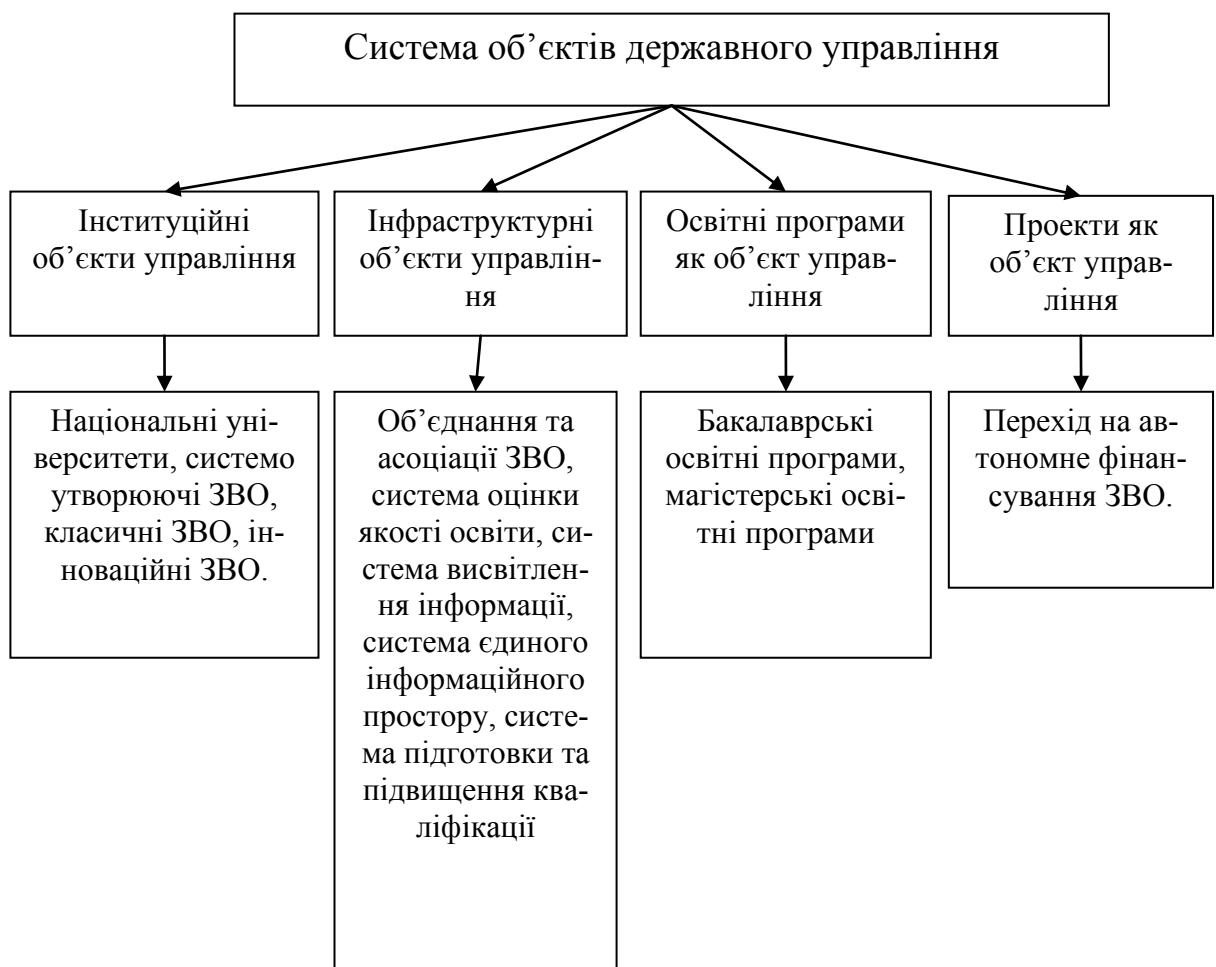 Система об’єктів державного управління
Інституційні
об’єкти управління
Інфраструктурні
об’єкти управлін-
ня
Освітні програми
як об’єкт управ-
ління
Проекти як
об’єкт управ-
ління
Національні уні-
верситети, системо
утворюючі ЗВО,
класичні ЗВО, ін-
новаційні ЗВО.
Об’єднання та
асоціації ЗВО,
система оцінки
якості освіти, си-
стема висвітлен-
ня інформації,
система єдиного
інформаційного
простору, систе-
ма підготовки та
підвищення ква-
ліфікації
Бакалаврські
освітні програми,
магістерські осві-
тні програми
Перехід на ав-
тономне фінан-
сування ЗВО.